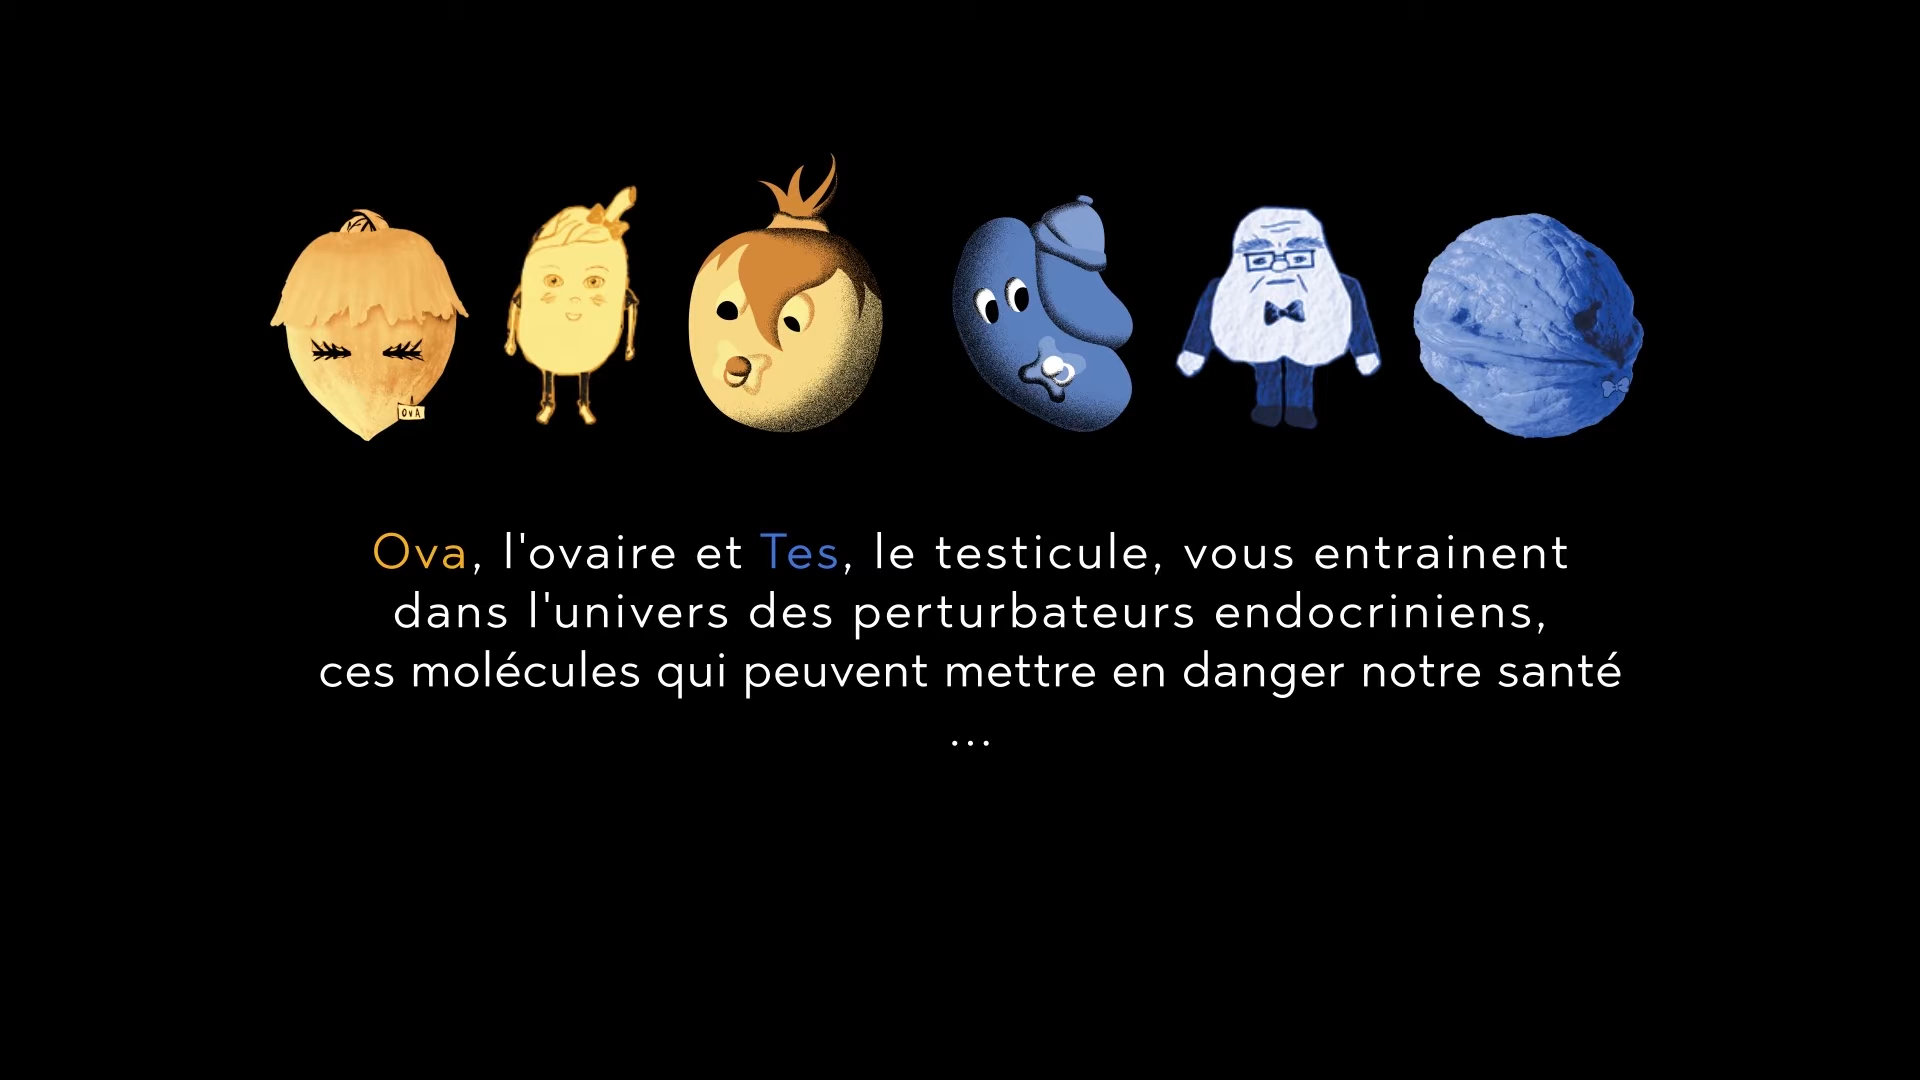 OVA
Ova, l'ovaire et Tes, le testicule, vous entrainent
dans l'univers des perturbateurs endocriniens,
ces molécules qui peuvent mettre en danger notre santé
...